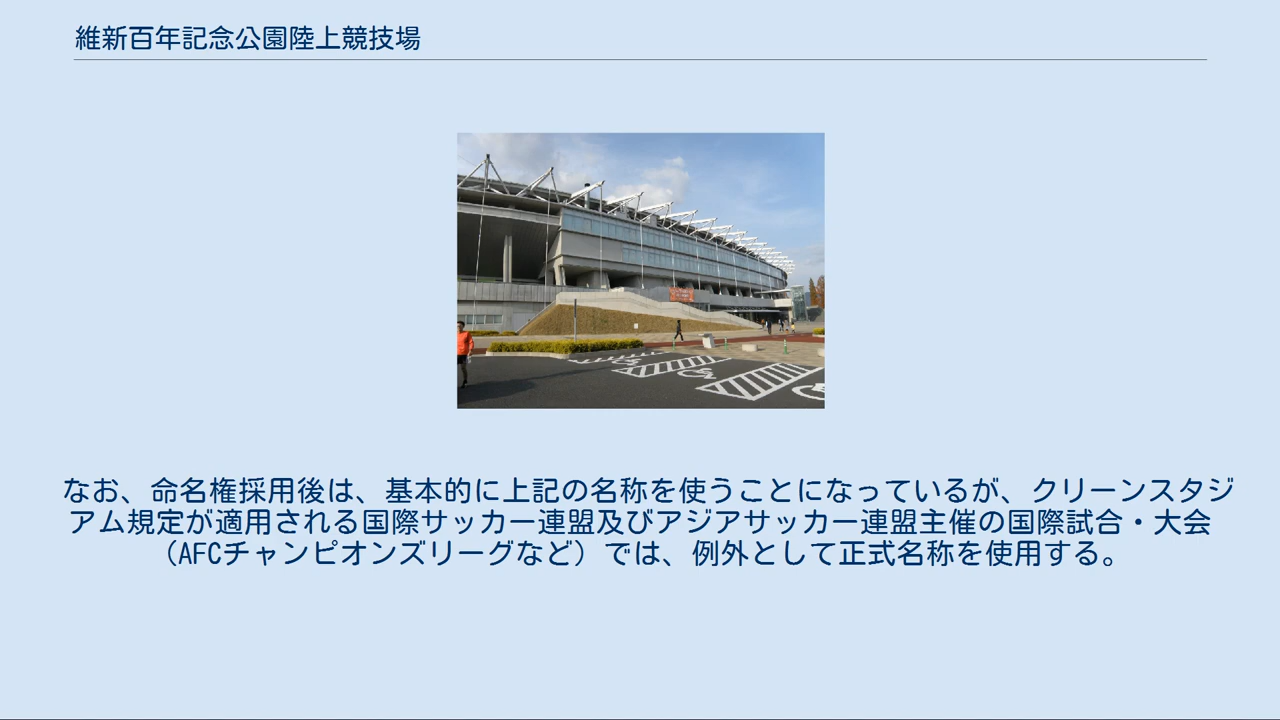 維新百年記念公園陸上競技場
なお、命名権採用後は、基本的に上記の名称を使うことになっているが、クリーンスタジ
アム規定が適用される国際サッカー連盟及びアジアサッカー連盟主催の国際試合・大会
（AFCチャンピオンズリーグなど）では、例外として正式名称を使用する。